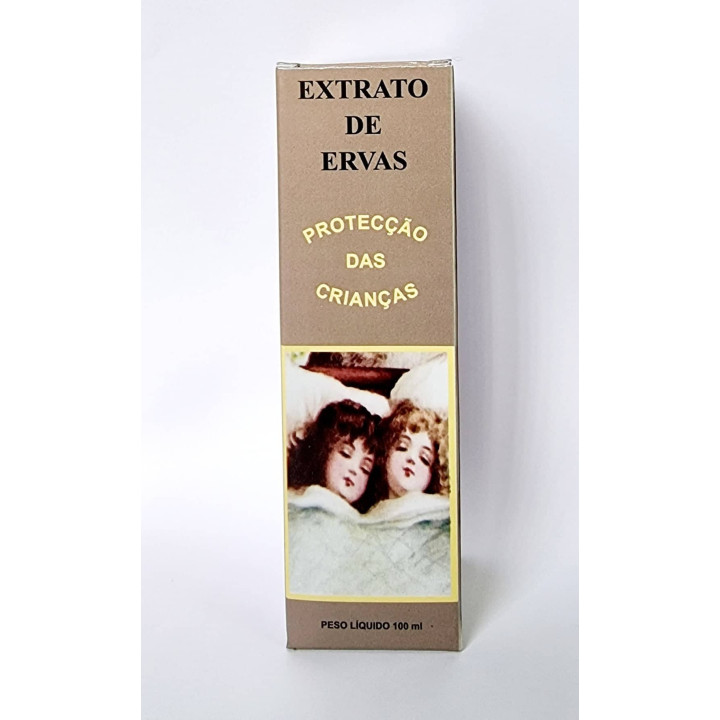 EXTRATO
DE
ERVAS
PROTECÇÃO
DAS
CRIANÇAS
PESO LÍQUIDO 100 ml